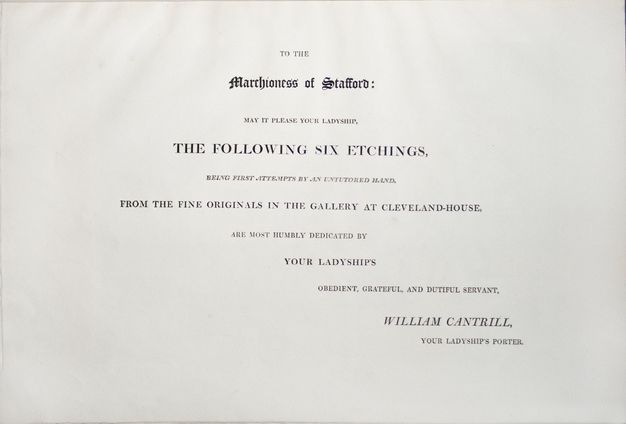 TO THE
Marchioness of Stafford:
MAY IT PLEASE YOUR LADYSHIP,
THE FOLLOWING SIX ETCHINGS,
BEING FIRST ATTEMPTS BY AN UNTUTORED HAND,
FROM THE FINE ORIGINALS IN THE GALLERY AT CLEVELAND-HOUSE,
ARE MOST HUMBLY DEDICATED BY
YOUR LADYSHIP'S
OBEDIENT, GRATEFUL, AND DUTIFUL SERVANT,
WILLIAM CANTRILL,
YOUR LADYSHIP'S PORTER.